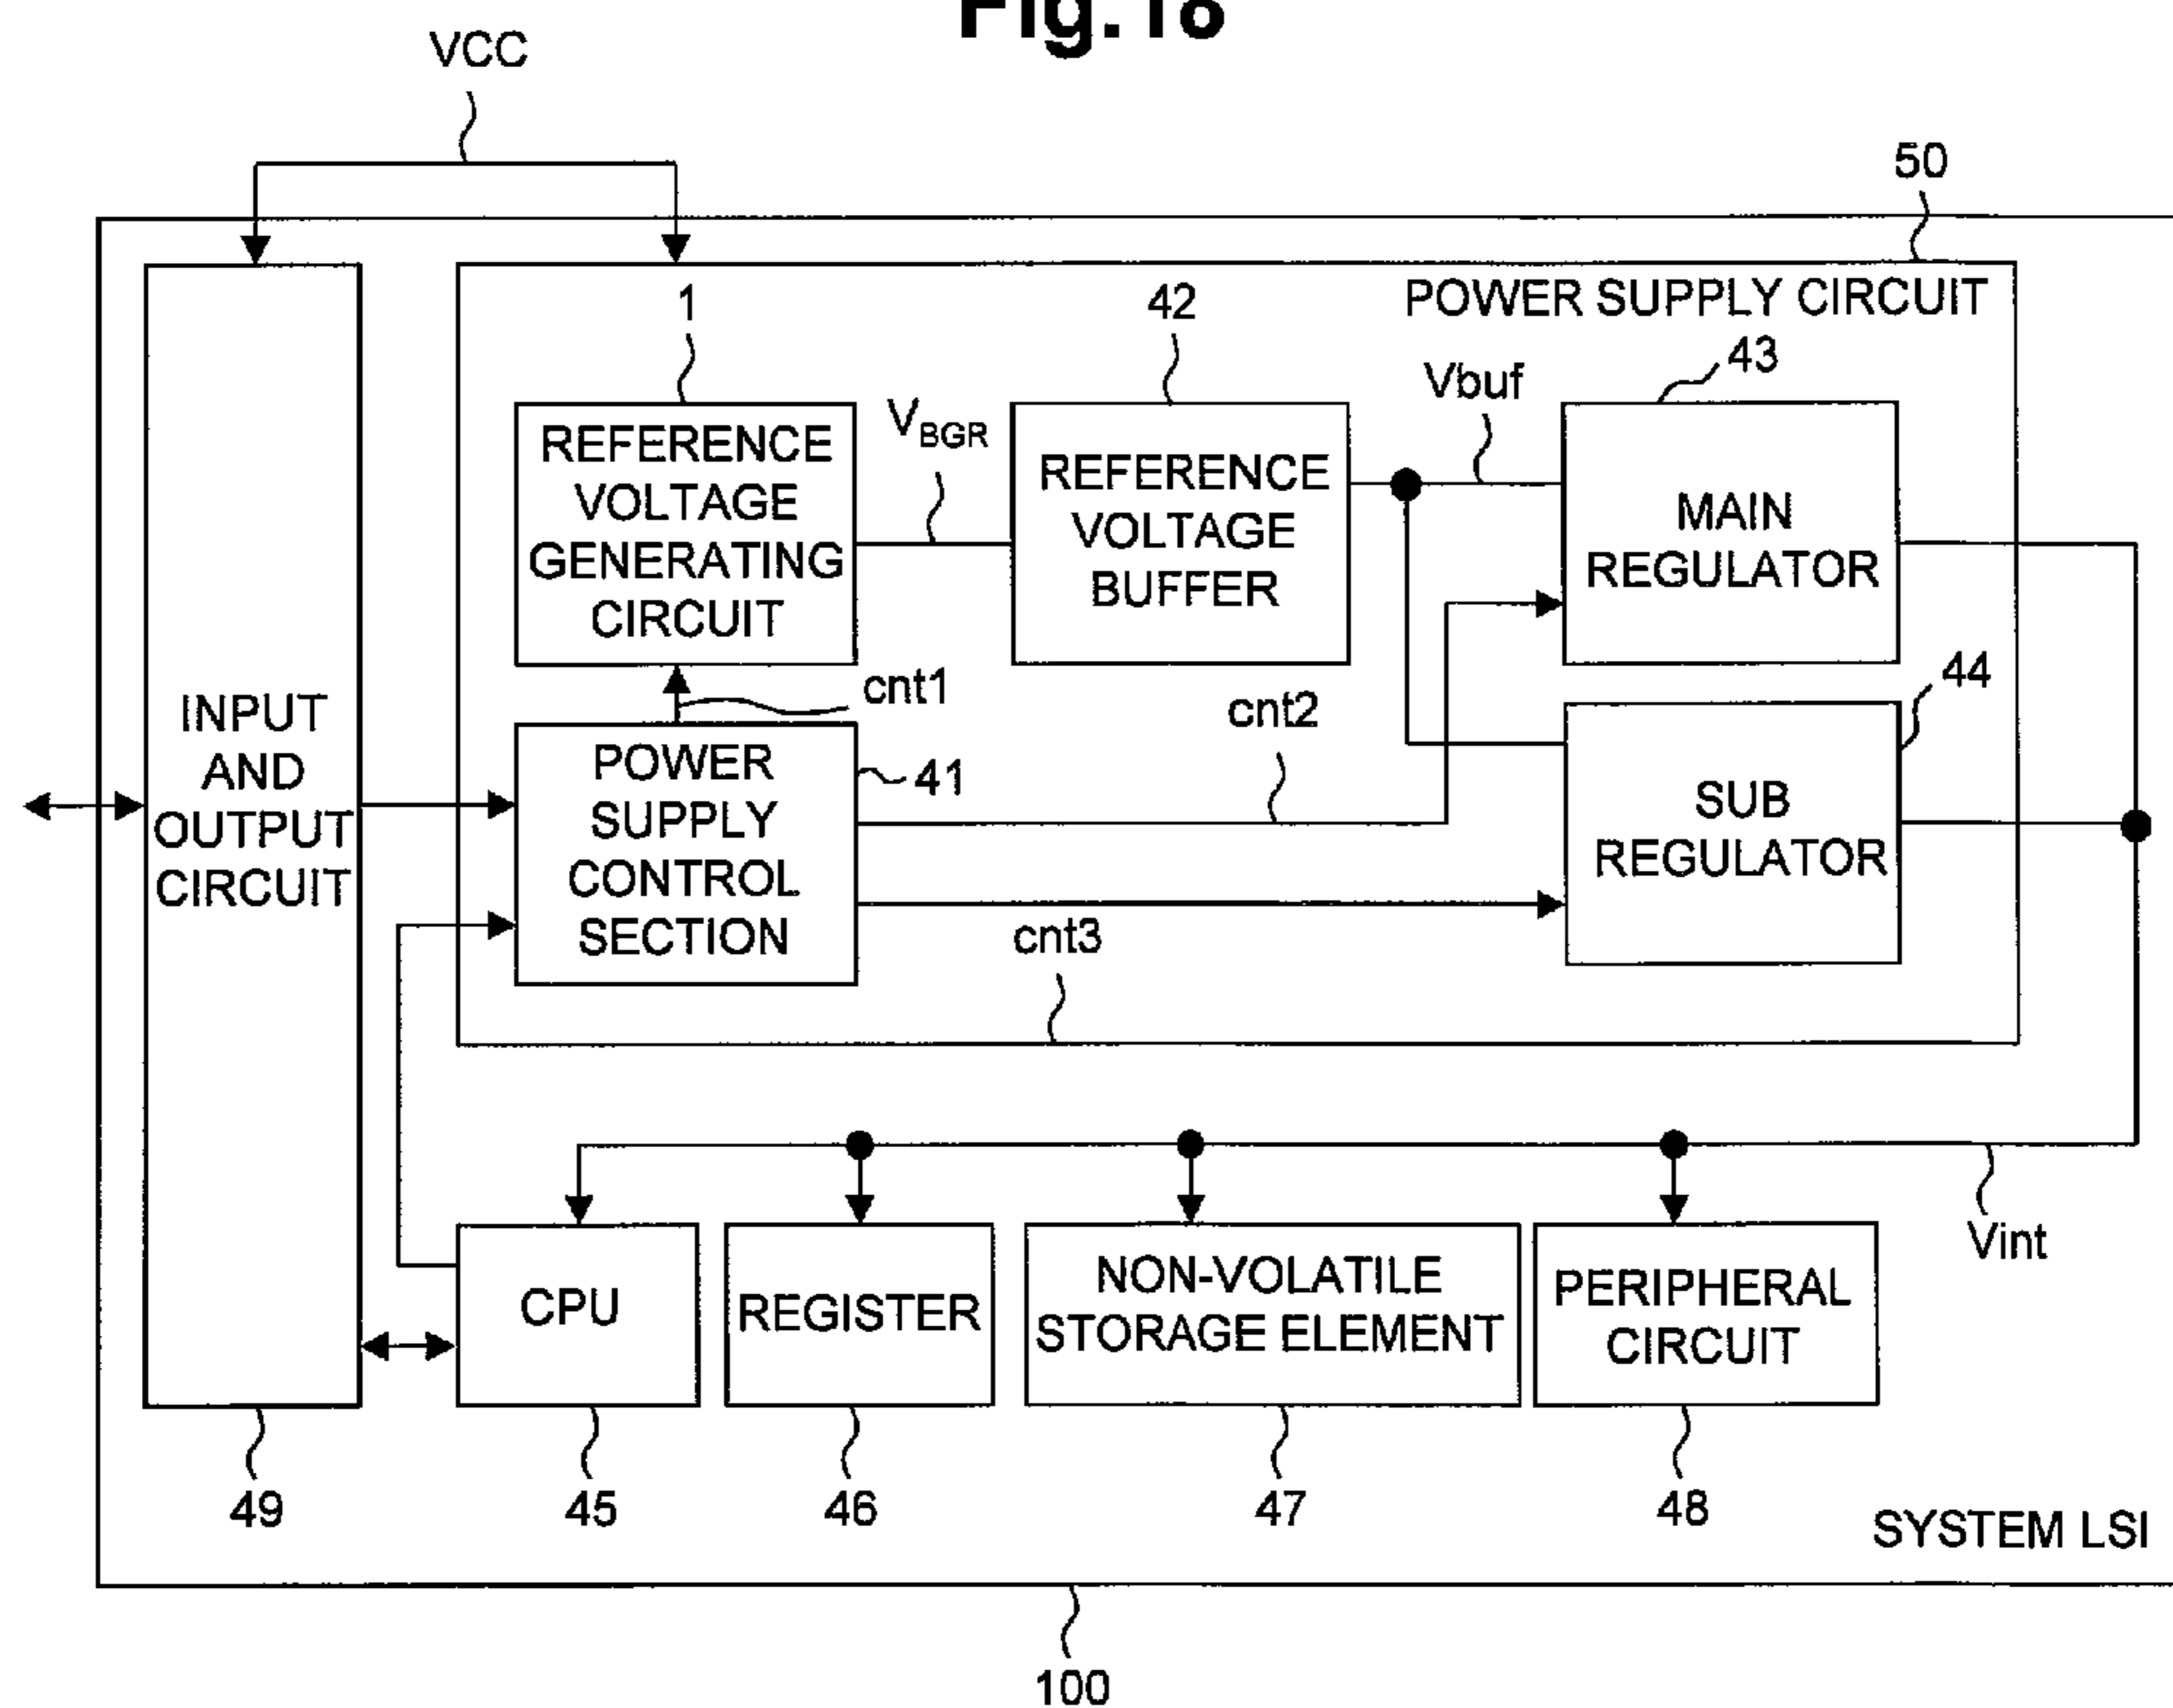 Fig.18
VCC
50
POWER SUPPLY CIRCUIT
1
42
43
Vbuf
VBGR
REFERENCE
VOLTAGE
GENERATING
CIRCUIT
REFERENCE
VOLTAGE
BUFFER
MAIN
REGULATOR
44
cnt1
cnt2
INPUT
AND
OUTPUT
CIRCUIT
POWER
SUPPLY
CONTROL
SECTION
41
SUB
REGULATOR
cnt3
Vint
CPU
REGISTER
NON-VOLATILE
STORAGE ELEMENT
PERIPHERAL
CIRCUIT
49
45
46
47
48
SYSTEM LSI
100